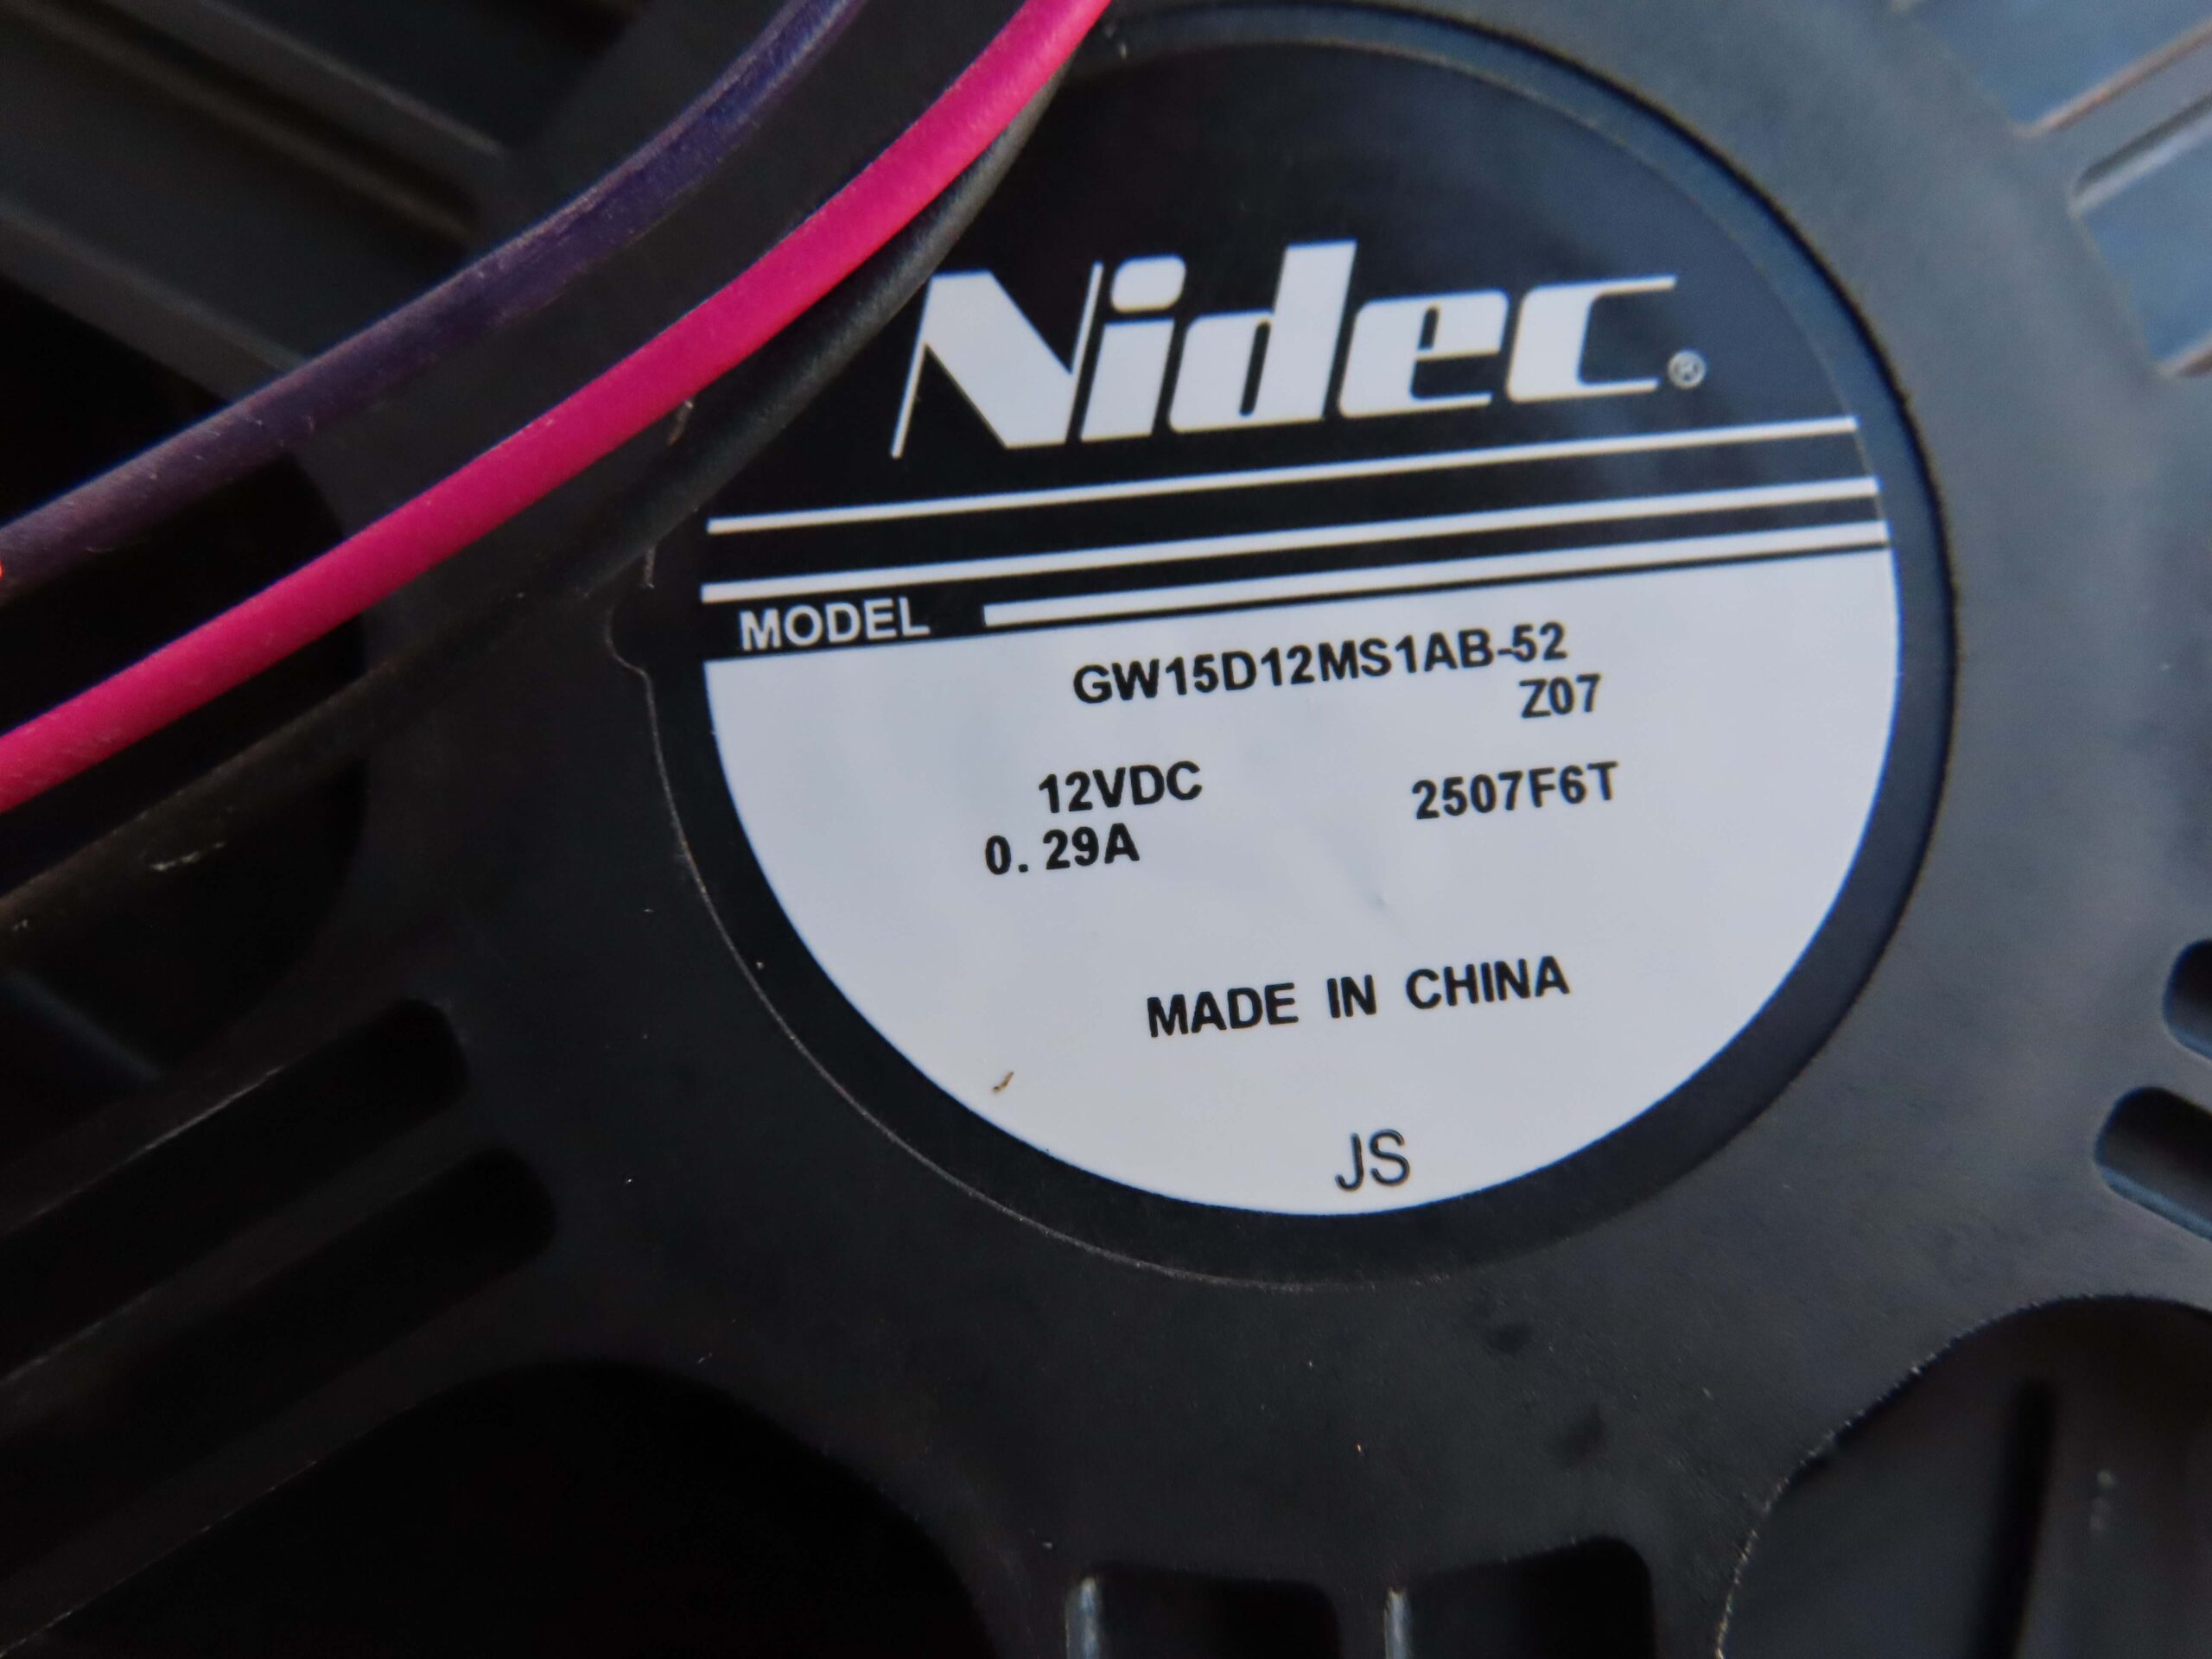 Nidec®
MODEL
GW15D12MS1AB-52
Z07
12VDC 2507F6T
0.29A
MADE IN CHINA
JS